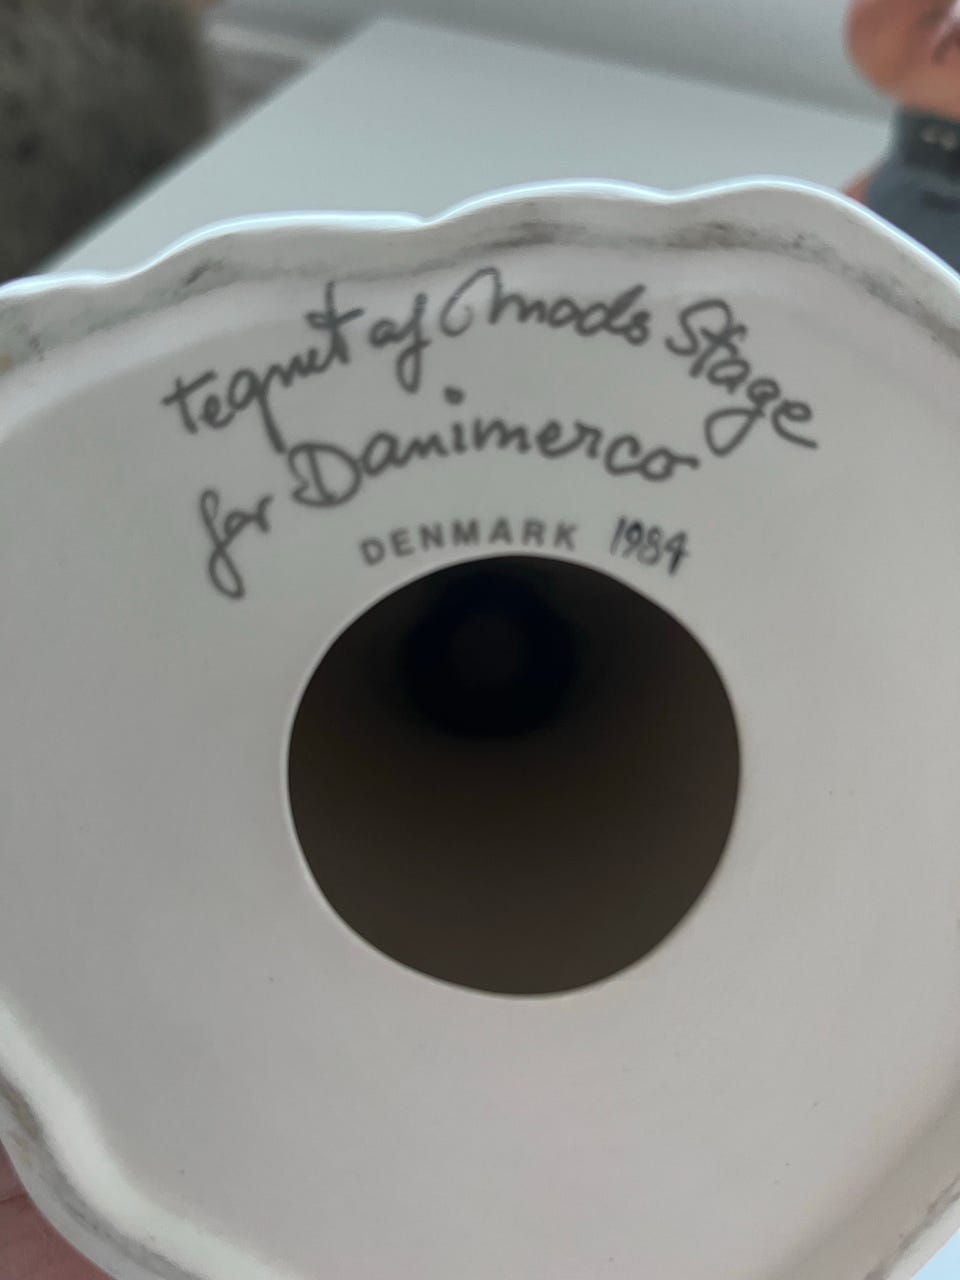 tegnet af Mads Stage
for Danimerco
DENMARK 1984